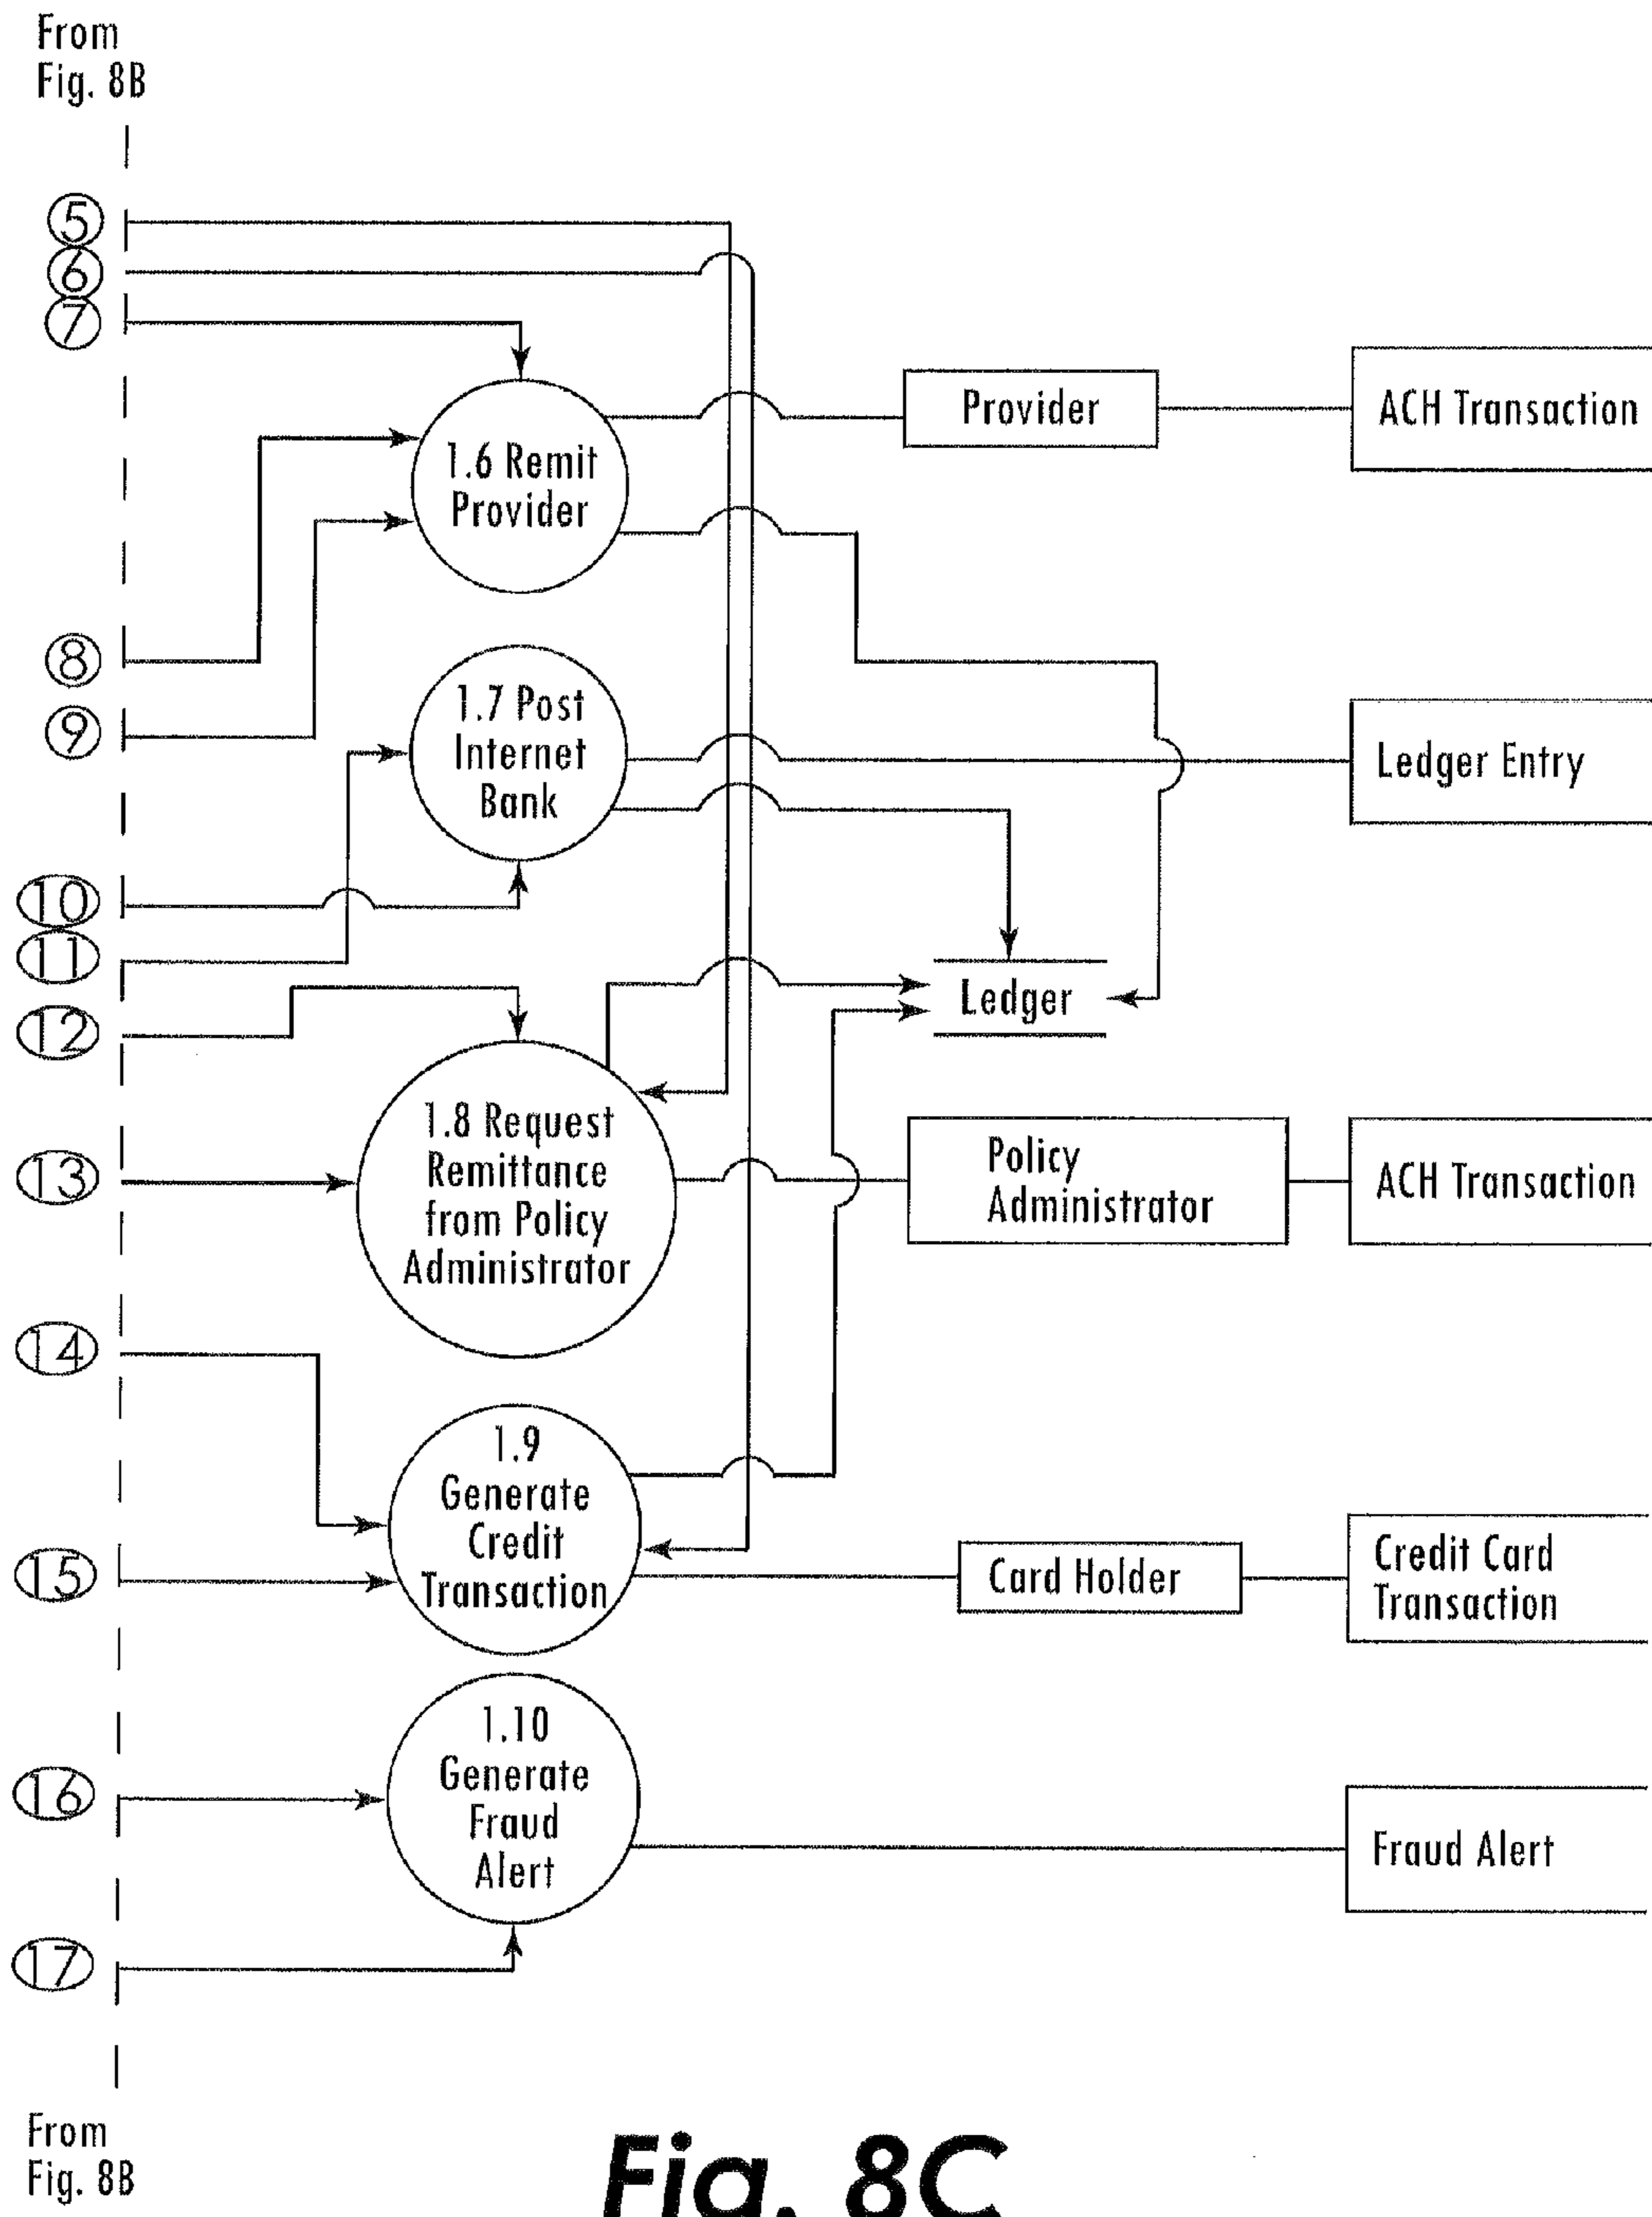 From
Fig. 8B
5
6
7
1.6 Remit
Provider
Provider
ACH Transaction
8
9
1.7 Post
Internet
Bank
Ledger Entry
10
11
12
Ledger
13
1.8 Request
Remittance
from Policy
Administrator
Policy
Administrator
ACH Transaction
14
15
1.9
Generate
Credit
Transaction
Card Holder
Credit Card
Transaction
16
1.10
Generate
Fraud
Alert
Fraud Alert
17
From
Fig. 8B
Fig. 8C